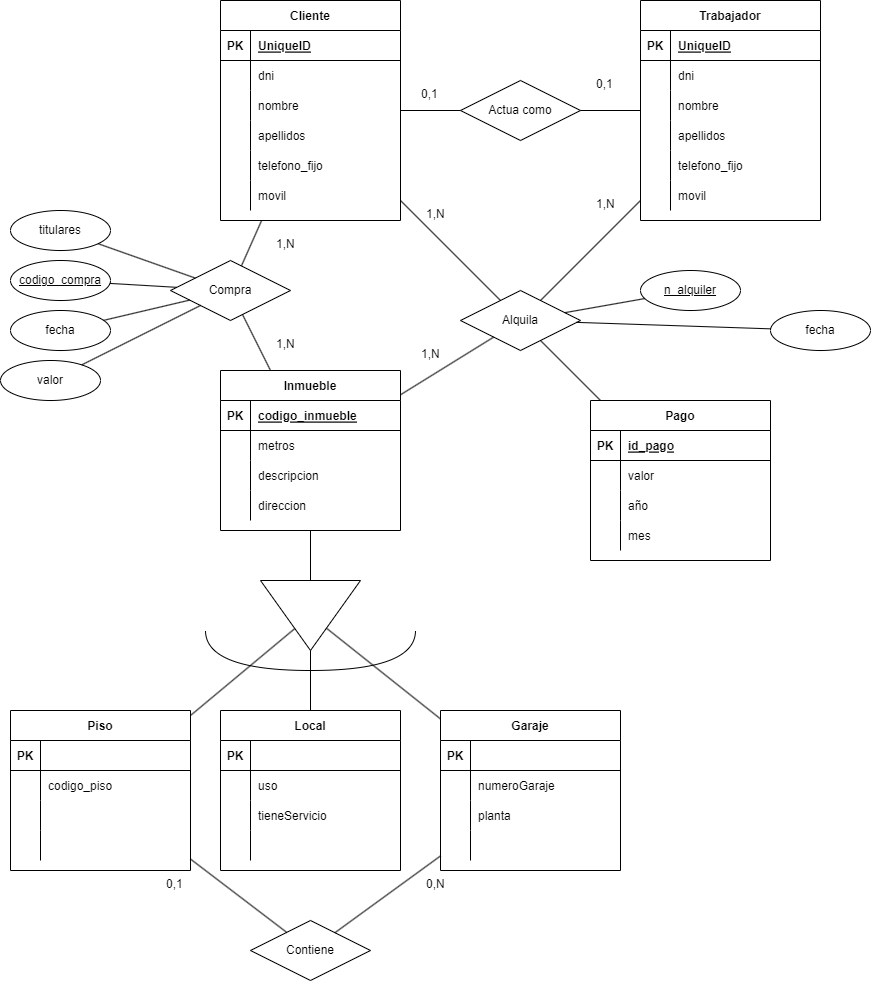 Cliente
PK UniqueID
dni
nombre
apellidos
telefono_fijo
movil
Trabajador
PK UniqueID
dni
nombre
apellidos
telefono_fijo
movil
0,1
Actua como
0,1
1,N
1,N
titulares
codigo_compra
fecha
valor
1,N
Compra
1,N
n_alquiler
fecha
Alquila
1,N
Inmueble
PK codigo_inmueble
metros
descripcion
direccion
Pago
PK id_pago
valor
año
mes
Piso
PK
codigo_piso
Local
PK
uso
tieneServicio
Garaje
PK
numeroGaraje
planta
0,1
0,N
Contiene